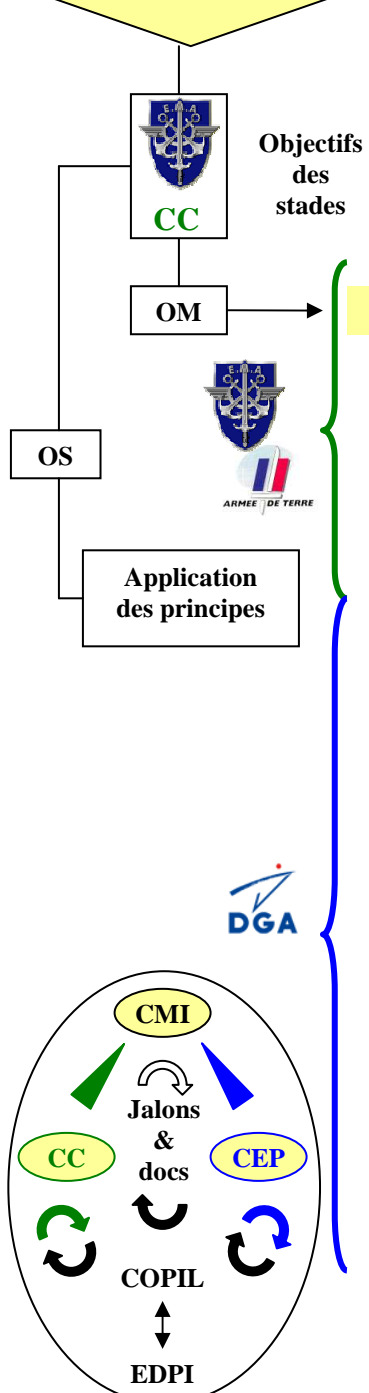 E.M.A
CC
Objectifs
des
stades
OM
E.M.A
OS
ARMEE DE TERRE
Application
des principes
DGA
CMI
Jalons
&
docs
CC
CEP
COPIL
EDPI